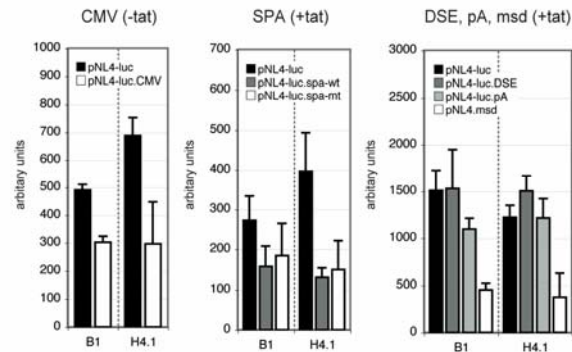 CMV (-tat)
SPA (+tat)
DSE, pA, msd (+tat)
arbitary units
1000
900
800
700
600
500
400
300
200
100
0
pNL4-luc
pNL4-luc.CMV
B1
H4.1
arbitary units
700
600
500
400
300
200
100
0
pNL4-luc
pNL4-luc.spa-wt
pNL4-luc.spa-mt
B1
H4.1
arbitary units
3000
2500
2000
1500
1000
500
0
pNL4-luc
pNL4-luc.DSE
pNL4-luc.pA
pNL4.msd
B1
H4.1